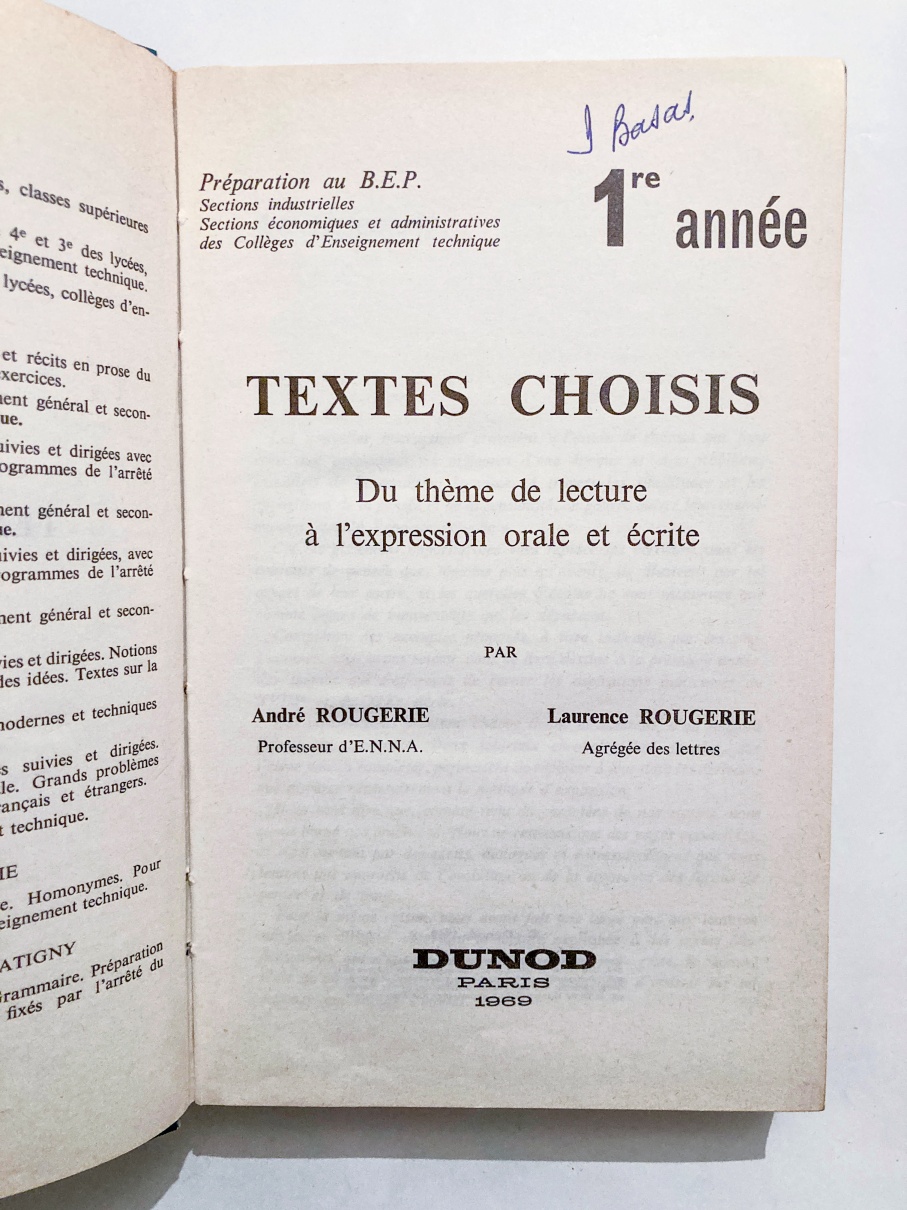 s, classes supérieures
4e et 3e des lycées,
eignement technique.
lycées, collèges d'en-
et récits en prose du
xercices.
ment général et secon-
ue.
uivies et dirigées avec
ogrammes de l'arrêté
ment général et secon-
ue.
uivies et dirigées, avec
rogrammes de l'arrêté
ment général et secon-
vies et dirigées. Notions
des idées. Textes sur la
modernes et techniques
s suivies et dirigées.
le. Grands problèmes
ançais et étrangers.
t technique.
IE
e. Homonymes. Pour
eignement technique.
ATIGNY
Grammaire. Préparation
fixés par l'arrêté du
J Basas,
Préparation au B.E.P.
Sections industrielles
Sections économiques et administratives
des Collèges d'Enseignement technique
1re année
TEXTES CHOISIS
Du thème de lecture
à l'expression orale et écrite
PAR
André ROUGERIE
Professeur d'E.N.N.A.
Laurence ROUGERIE
Agrégée des lettres
DUNOD
PARIS
1969